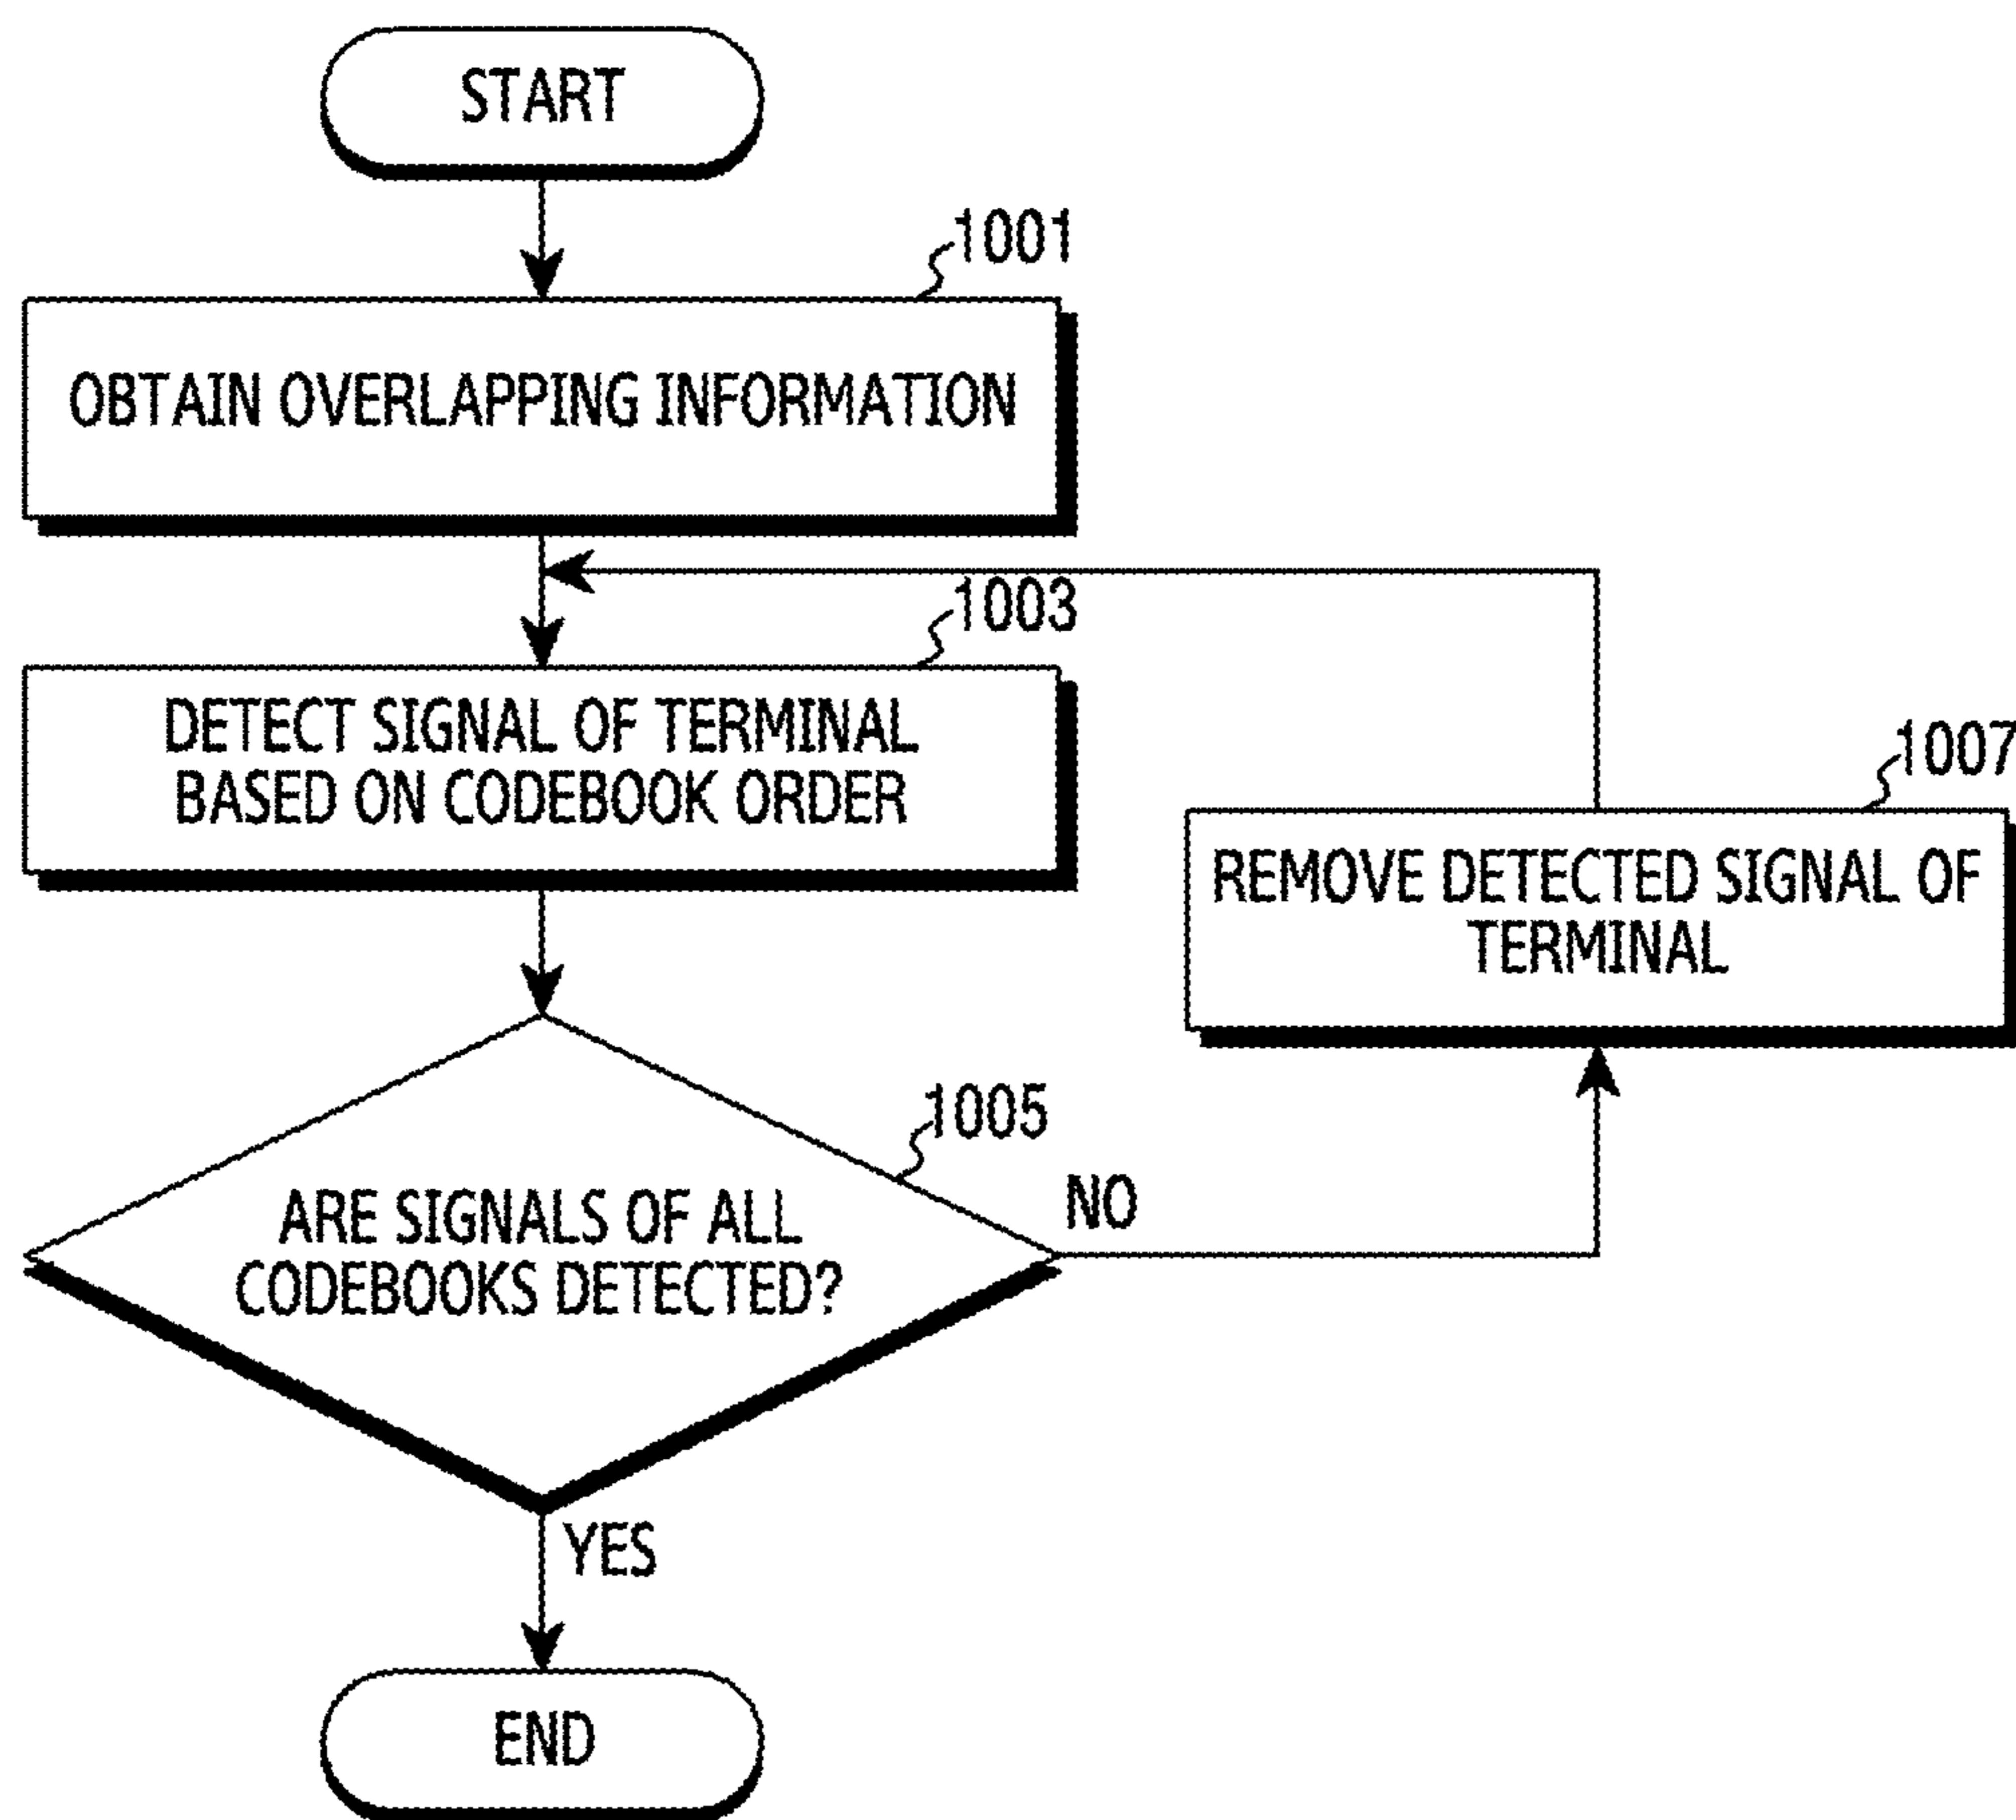 START
1001
OBTAIN OVERLAPPING INFORMATION
1003
DETECT SIGNAL OF TERMINAL
BASED ON CODEBOOK ORDER
1007
REMOVE DETECTED SIGNAL OF
TERMINAL
1005
NO
ARE SIGNALS OF ALL
CODEBOOKS DETECTED?
YES
END